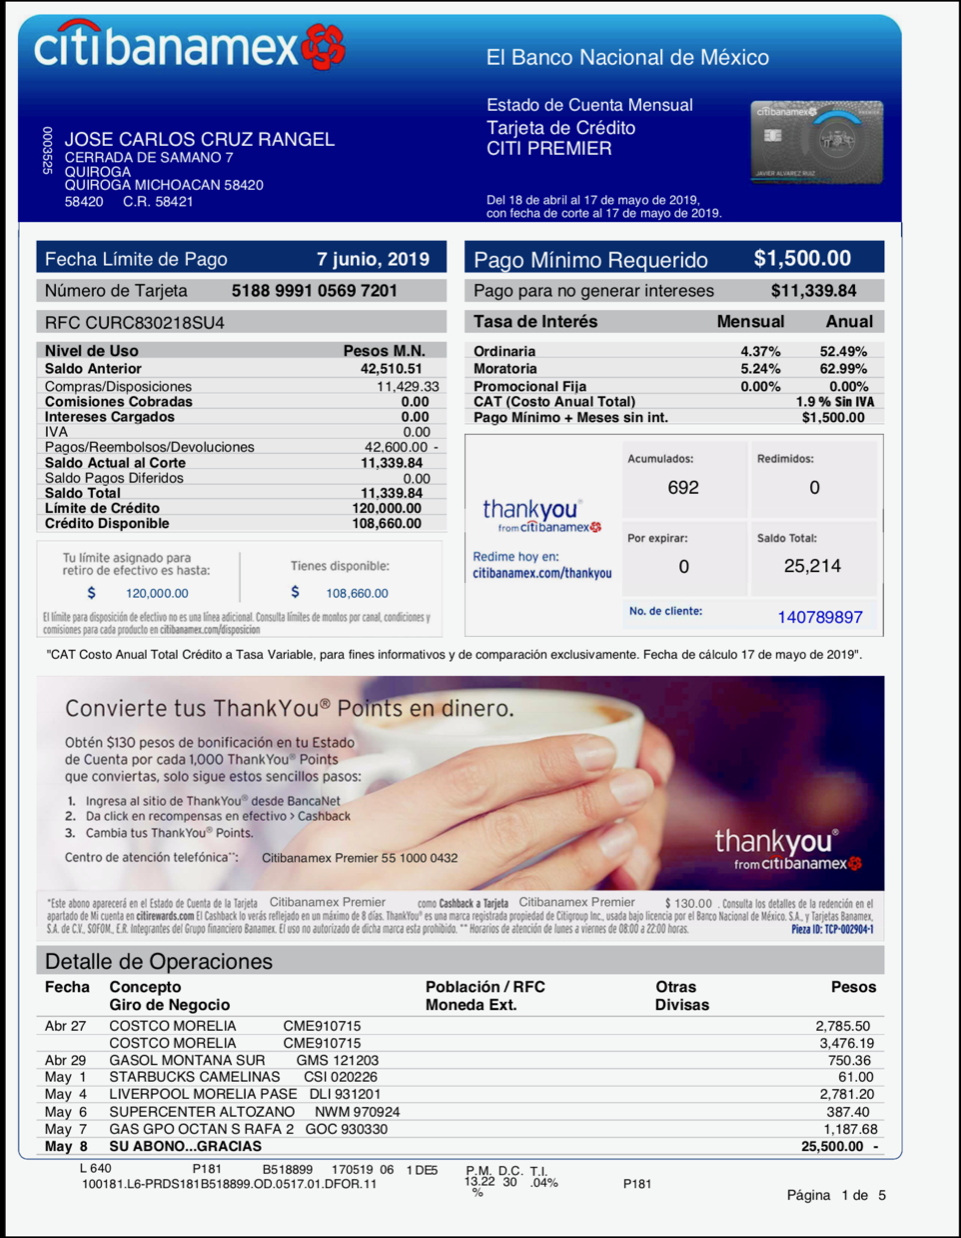 citibanamex
El Banco Nacional de México
Estado de Cuenta Mensual
Tarjeta de Crédito
CITI PREMIER
citibanamex
JAVIER ALVAREZ RUIZ
0003525
JOSE CARLOS CRUZ RANGEL
CERRADA DE SAMANO 7
QUIROGA
QUIROGA MICHOACAN 58420
58420 C.R. 58421
Del 18 de abril al 17 de mayo de 2019,
con fecha de corte al 17 de mayo de 2019.
Fecha Límite de Pago 7 junio, 2019
Número de Tarjeta 5188 9991 0569 7201
RFC CURC830218SU4
Nivel de Uso Pesos M.N.
Saldo Anterior 42,510.51
Compras/Disposiciones 11,429.33
Comisiones Cobradas 0.00
Intereses Cargados 0.00
IVA 0.00
Pagos/Reembolsos/Devoluciones 42,600.00 -
Saldo Actual al Corte 11,339.84
Saldo Pagos Diferidos 0.00
Saldo Total 11,339.84
Límite de Crédito 120,000.00
Crédito Disponible 108,660.00
Tu límite asignado para
retiro de efectivo es hasta:
$ 120,000.00
Tienes disponible:
$ 108,660.00
El límite para disposición de efectivo no es una línea adicional. Consulta límites de montos por canal, condiciones y
comisiones para cada producto en citibanamex.com/disposicion
Pago Mínimo Requerido $1,500.00
Pago para no generar intereses $11,339.84
Tasa de Interés Mensual Anual
Ordinaria 4.37% 52.49%
Moratoria 5.24% 62.99%
Promocional Fija 0.00% 0.00%
CAT (Costo Anual Total) 1.9 % Sin IVA
Pago Mínimo + Meses sin int. $1,500.00
thankyou®
from citibanamex
Redime hoy en:
citibanamex.com/thankyou
Acumulados: Redimidos:
692 0
Por expirar: Saldo Total:
0 25,214
No. de cliente: 140789897
"CAT Costo Anual Total Crédito a Tasa Variable, para fines informativos y de comparación exclusivamente. Fecha de cálculo 17 de mayo de 2019".
Convierte tus ThankYou® Points en dinero.
Obtén $130 pesos de bonificación en tu Estado
de Cuenta por cada 1,000 ThankYou® Points
que conviertas, solo sigue estos sencillos pasos:
1. Ingresa al sitio de ThankYou® desde BancaNet
2. Da click en recompensas en efectivo > Cashback
3. Cambia tus ThankYou® Points.
Centro de atención telefónica**: Citibanamex Premier 55 1000 0432
thankyou®
from citibanamex
*Este abono aparecerá en el Estado de Cuenta de la Tarjeta Citibanamex Premier como Cashback a Tarjeta Citibanamex Premier $ 130.00 . Consulta los detalles de la redención en el
apartado de Mi cuenta en citirewards.com El Cashback lo verás reflejado en un máximo de 8 días. ThankYou® es una marca registrada propiedad de Citigroup Inc., usada bajo licencia por el Banco Nacional de México. S.A., y Tarjetas Banamex,
S.A. de C.V., SOFOM, E.R. Integrantes del Grupo financiero Banamex. El uso no autorizado de dicha marca esta prohibido. ** Horarios de atención de lunes a viernes de 08:00 a 22:00 horas. Pieza ID: TCP-002904-1
Detalle de Operaciones
Fecha Concepto Población / RFC Otras Pesos
Giro de Negocio Moneda Ext. Divisas
Abr 27 COSTCO MORELIA CME910715 2,785.50
COSTCO MORELIA CME910715 3,476.19
Abr 29 GASOL MONTANA SUR GMS 121203 750.36
May 1 STARBUCKS CAMELINAS CSI 020226 61.00
May 4 LIVERPOOL MORELIA PASE DLI 931201 2,781.20
May 6 SUPERCENTER ALTOZANO NWM 970924 387.40
May 7 GAS GPO OCTAN S RAFA 2 GOC 930330 1,187.68
May 8 SU ABONO...GRACIAS 25,500.00 -
L 640 P181 B518899 170519 06 1 DE5 P.M. D.C. T.I.
100181.L6-PRDS181B518899.OD.0517.01.DFOR.11 13.22 30 .04% P181
%
Página 1 de 5